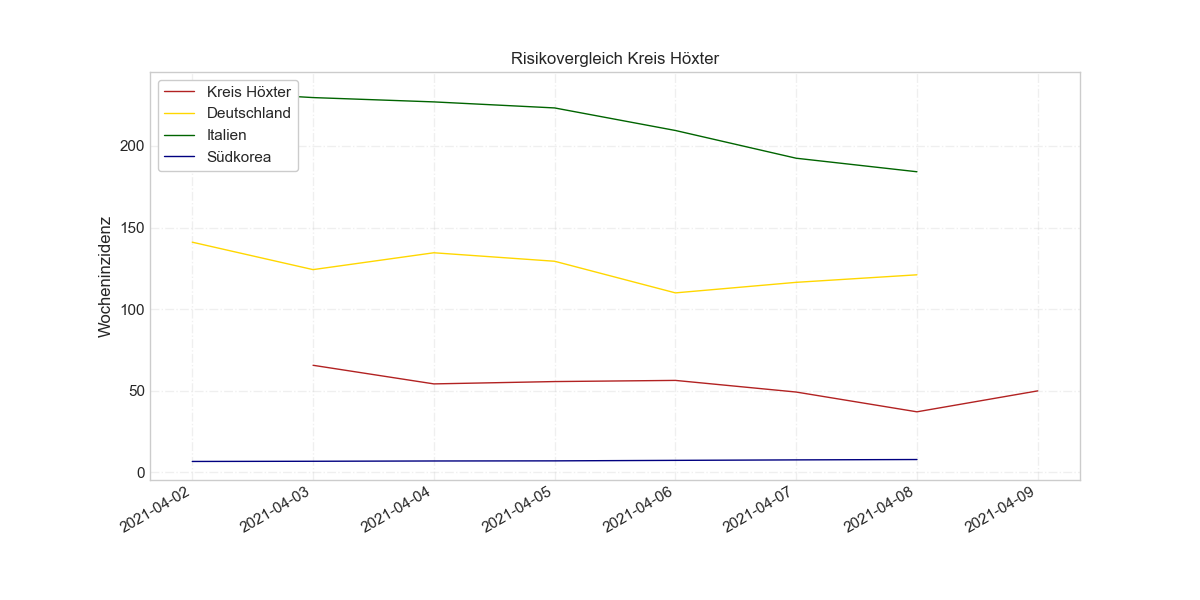 Risikovergleich Kreis Höxter
Kreis Höxter
Deutschland
Italien
Südkorea
Wocheninzidenz
200
150
100
50
0
2021-04-02
2021-04-03
2021-04-04
2021-04-05
2021-04-06
2021-04-07
2021-04-08
2021-04-09